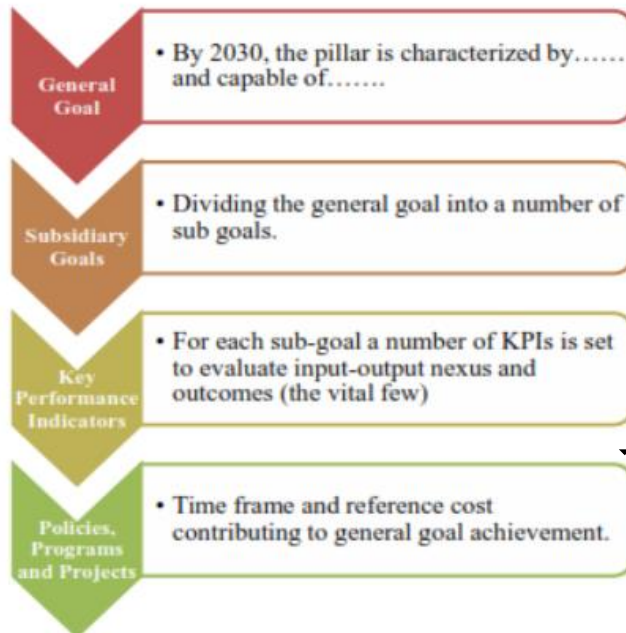 General
Goal
• By 2030, the pillar is characterized by……
and capable of…….
Subsidiary
Goals
• Dividing the general goal into a number of
sub goals.
Key
Performance
Indicators
• For each sub-goal a number of KPIs is set
to evaluate input-output nexus and
outcomes (the vital few)
Policies,
Programs
and Projects
• Time frame and reference cost
contributing to general goal achievement.